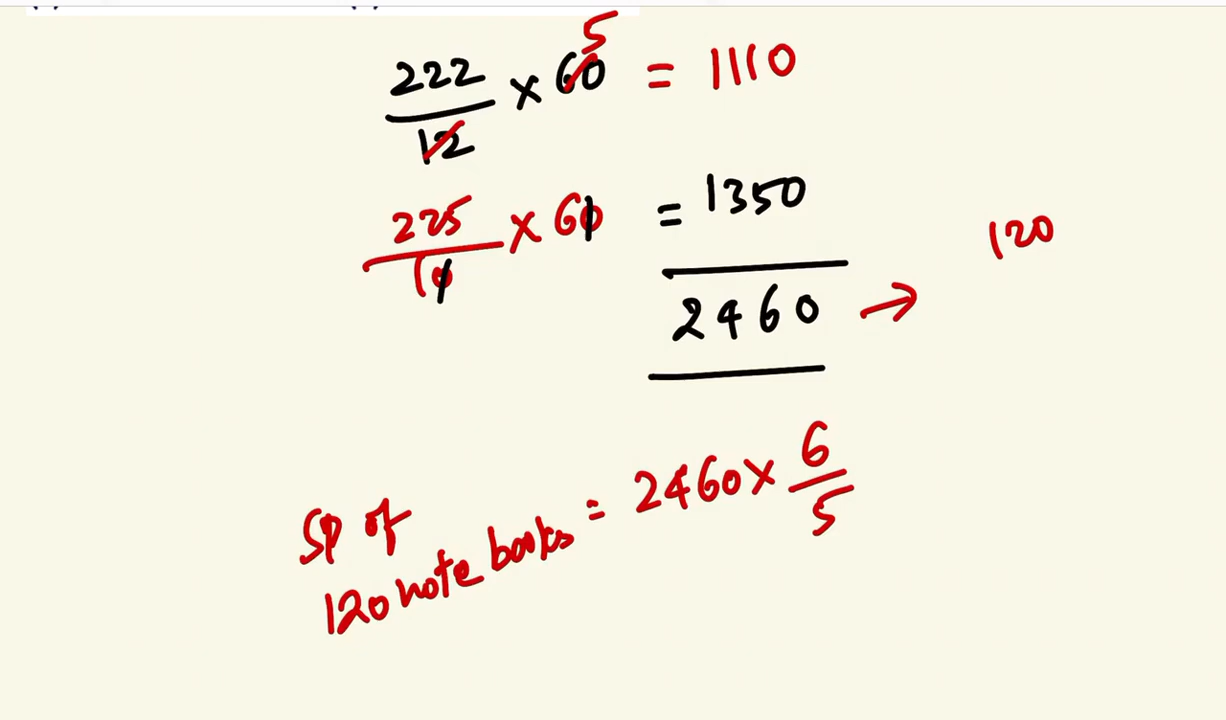 222/12 × 60 5 = 1110
225/10 × 60 = 1350
120
2460 →
SP of
120 note books = 2460 × 6/5